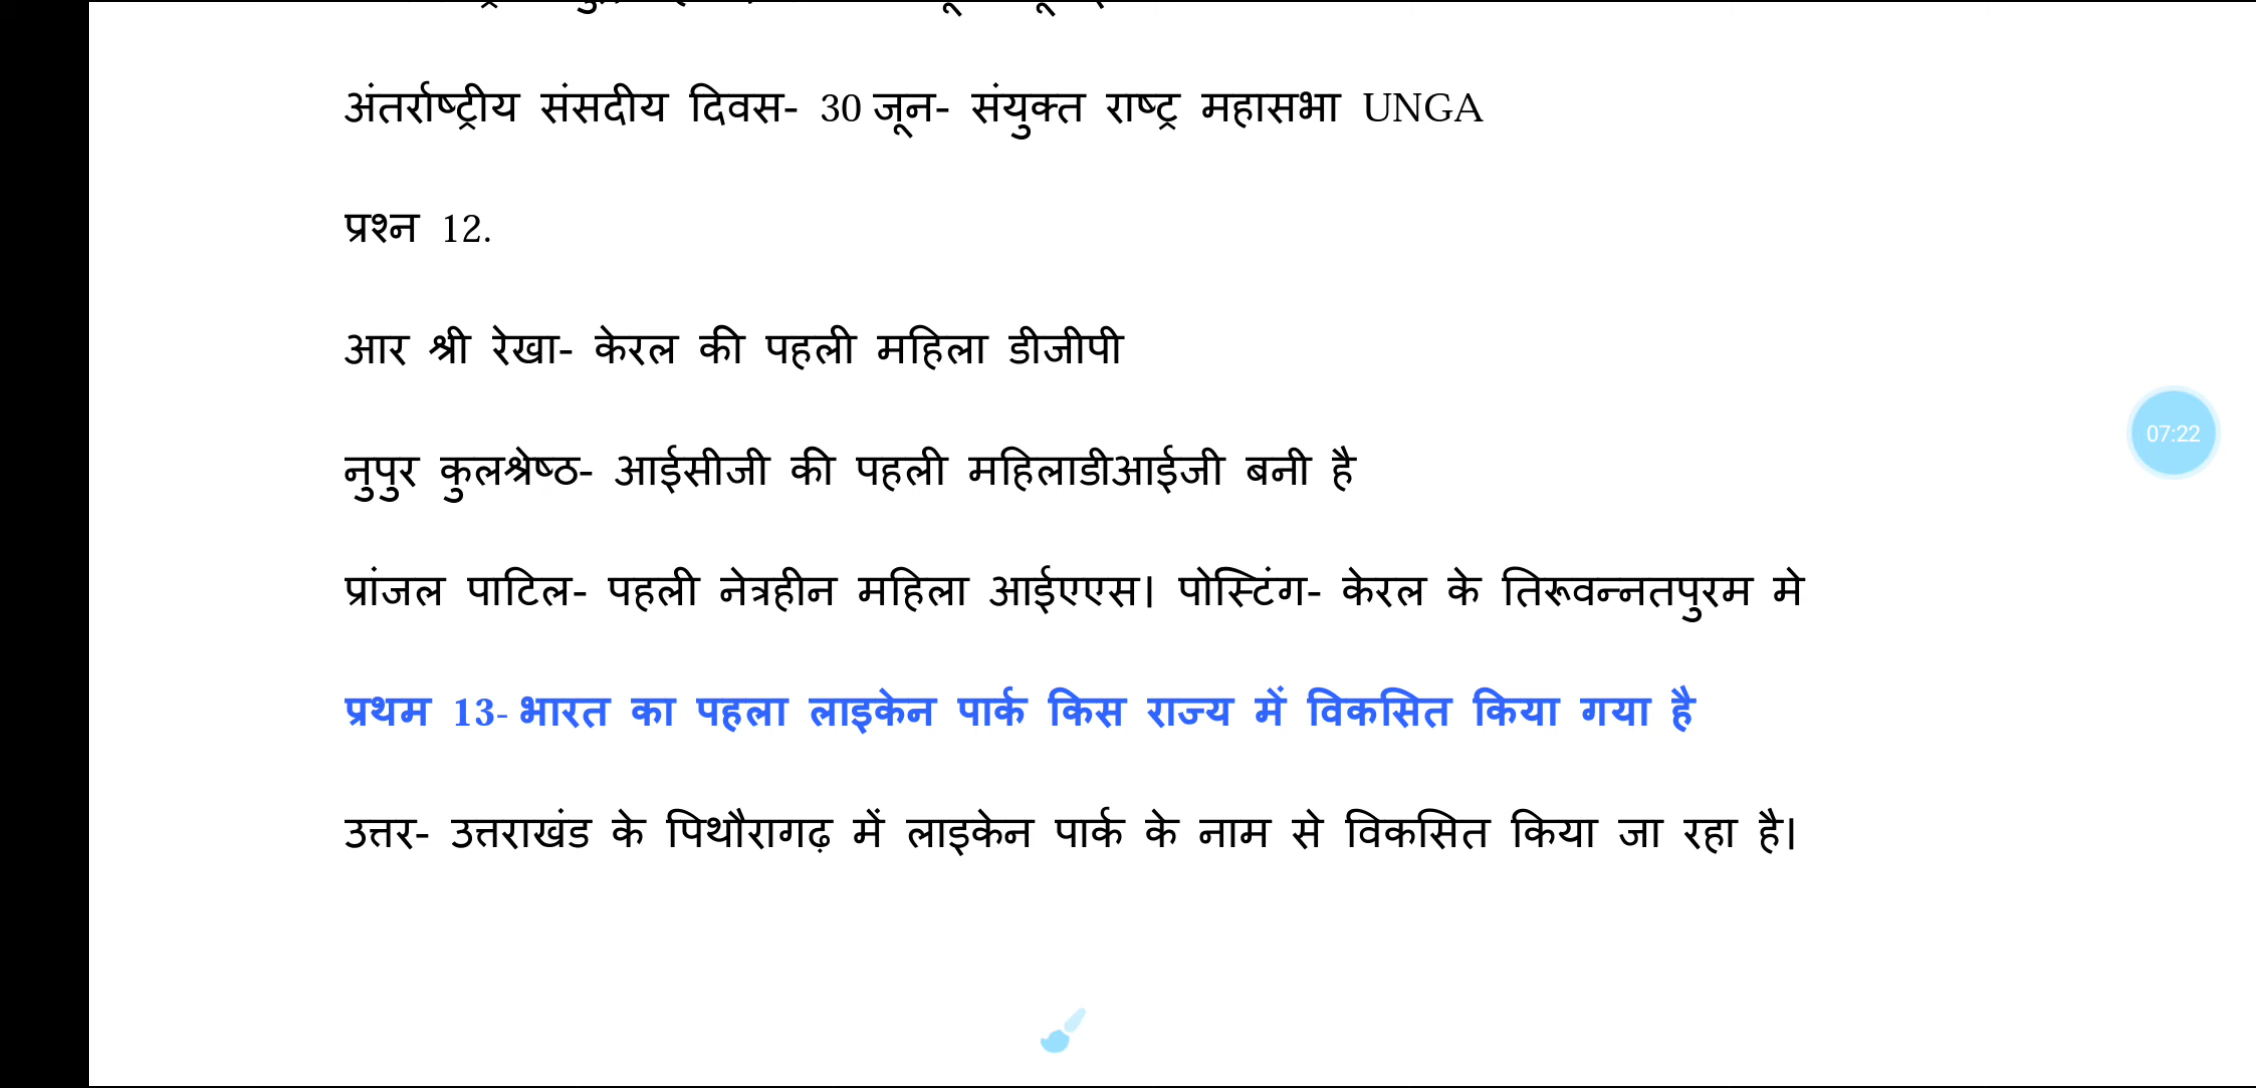 अंतर्राष्ट्रीय संसदीय दिवस- 30 जून- संयुक्त राष्ट्र महासभा UNGA
प्रश्न 12.
आर श्री रेखा- केरल की पहली महिला डीजीपी
नुपुर कुलश्रेष्ठ- आईसीजी की पहली महिलाडीआईजी बनी है
प्रांजल पाटिल- पहली नेत्रहीन महिला आईएएस। पोस्टिंग- केरल के तिरूवन्नतपुरम मे
प्रथम 13- भारत का पहला लाइकेन पार्क किस राज्य में विकसित किया गया है
उत्तर- उत्तराखंड के पिथौरागढ़ में लाइकेन पार्क के नाम से विकसित किया जा रहा है।
07:22